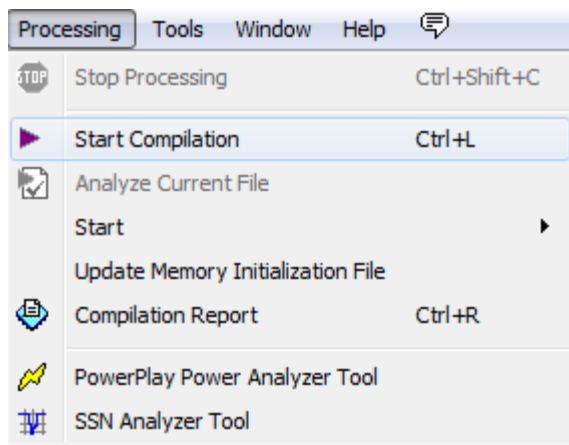 Processing Tools Window Help
STOP Stop Processing Ctrl+Shift+C
Start Compilation Ctrl+L
Analyze Current File
Start
Update Memory Initialization File
Compilation Report Ctrl+R
PowerPlay Power Analyzer Tool
SSN Analyzer Tool